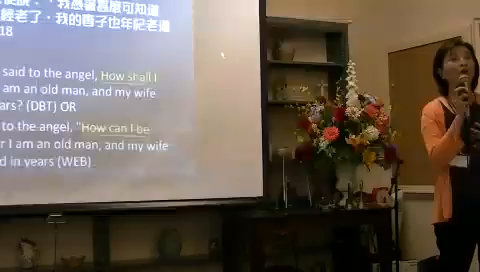 我憑著甚麼可知道
老了，我的妻子也年紀老邁
18
said to the angel, How shall I
am an old man, and my wife
ars? (DBT) OR
to the angel, "How can I be
r I am an old man, and my wife
d in years (WEB)